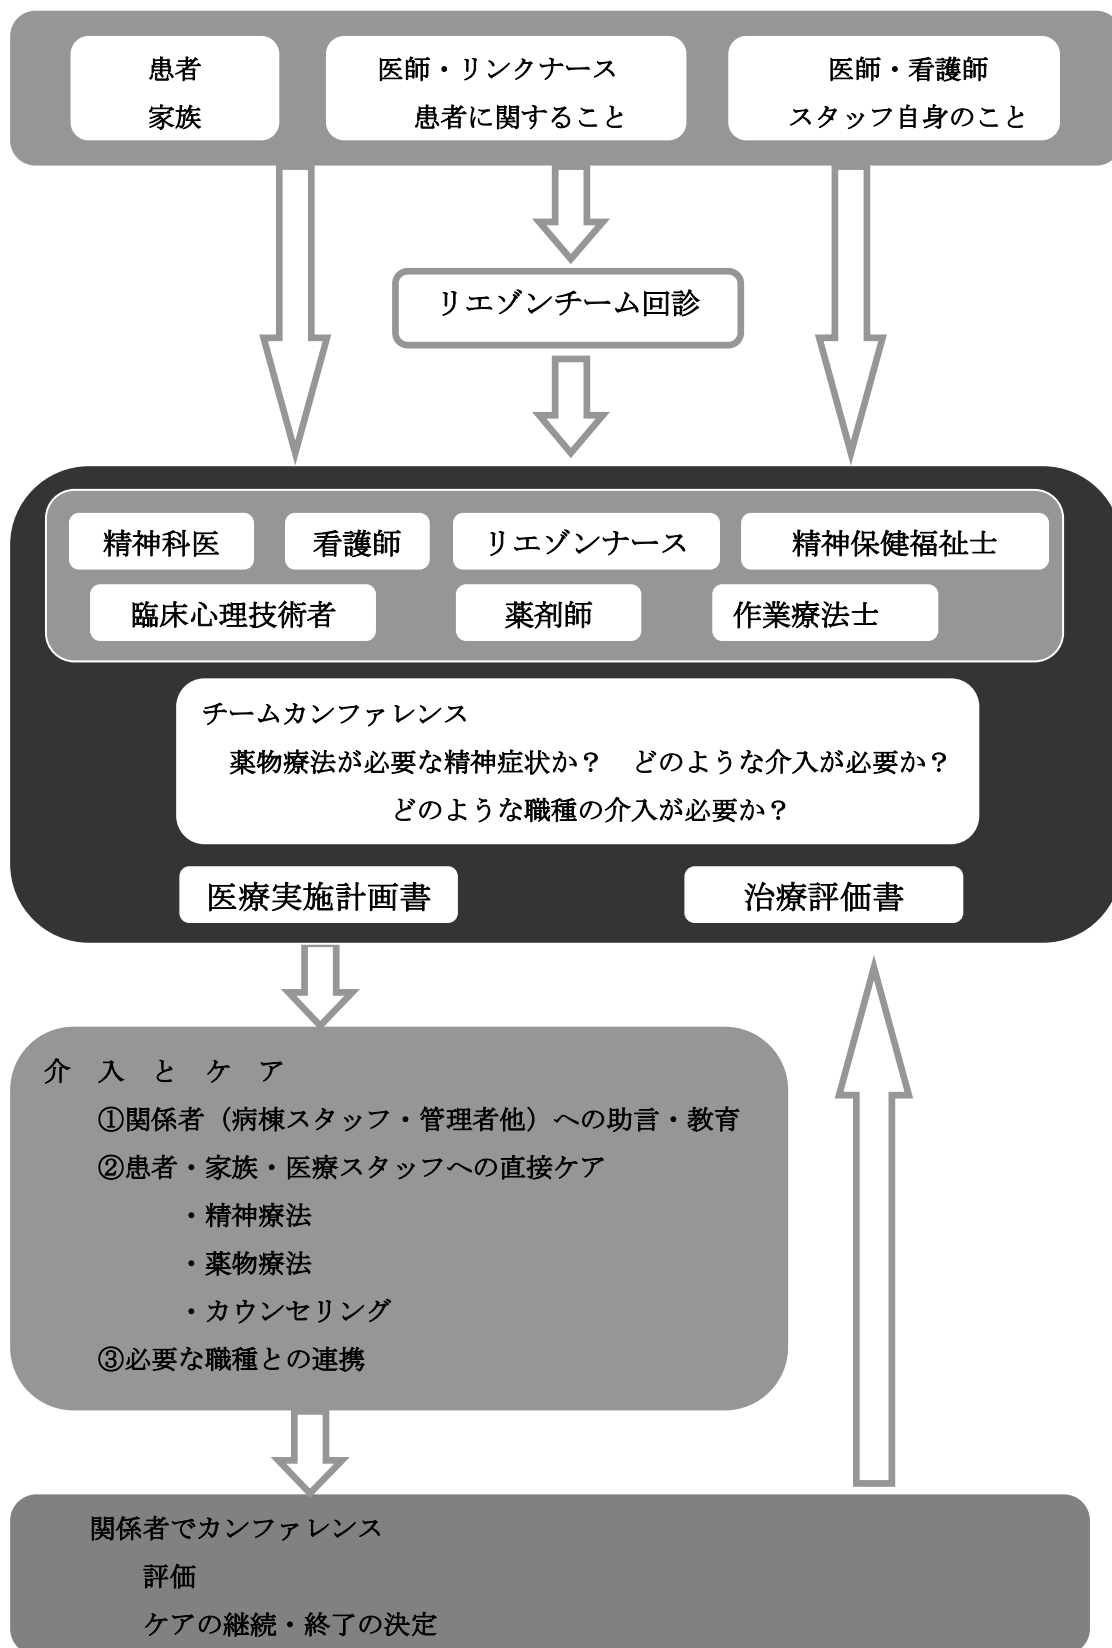 患者
家族
医師・リンクナース
患者に関すること
医師・看護師
スタッフ自身のこと
リエゾンチーム回診
精神科医
看護師
リエゾンナース
精神保健福祉士
臨床心理技術者
薬剤師
作業療法士
チームカンファレンス
薬物療法が必要な精神症状か？　どのような介入が必要か？
どのような職種の介入が必要か？
医療実施計画書
治療評価書
介　入　と　ケ　ア
①関係者（病棟スタッフ・管理者他）への助言・教育
②患者・家族・医療スタッフへの直接ケア
・精神療法
・薬物療法
・カウンセリング
③必要な職種との連携
関係者でカンファレンス
評価
ケアの継続・終了の決定